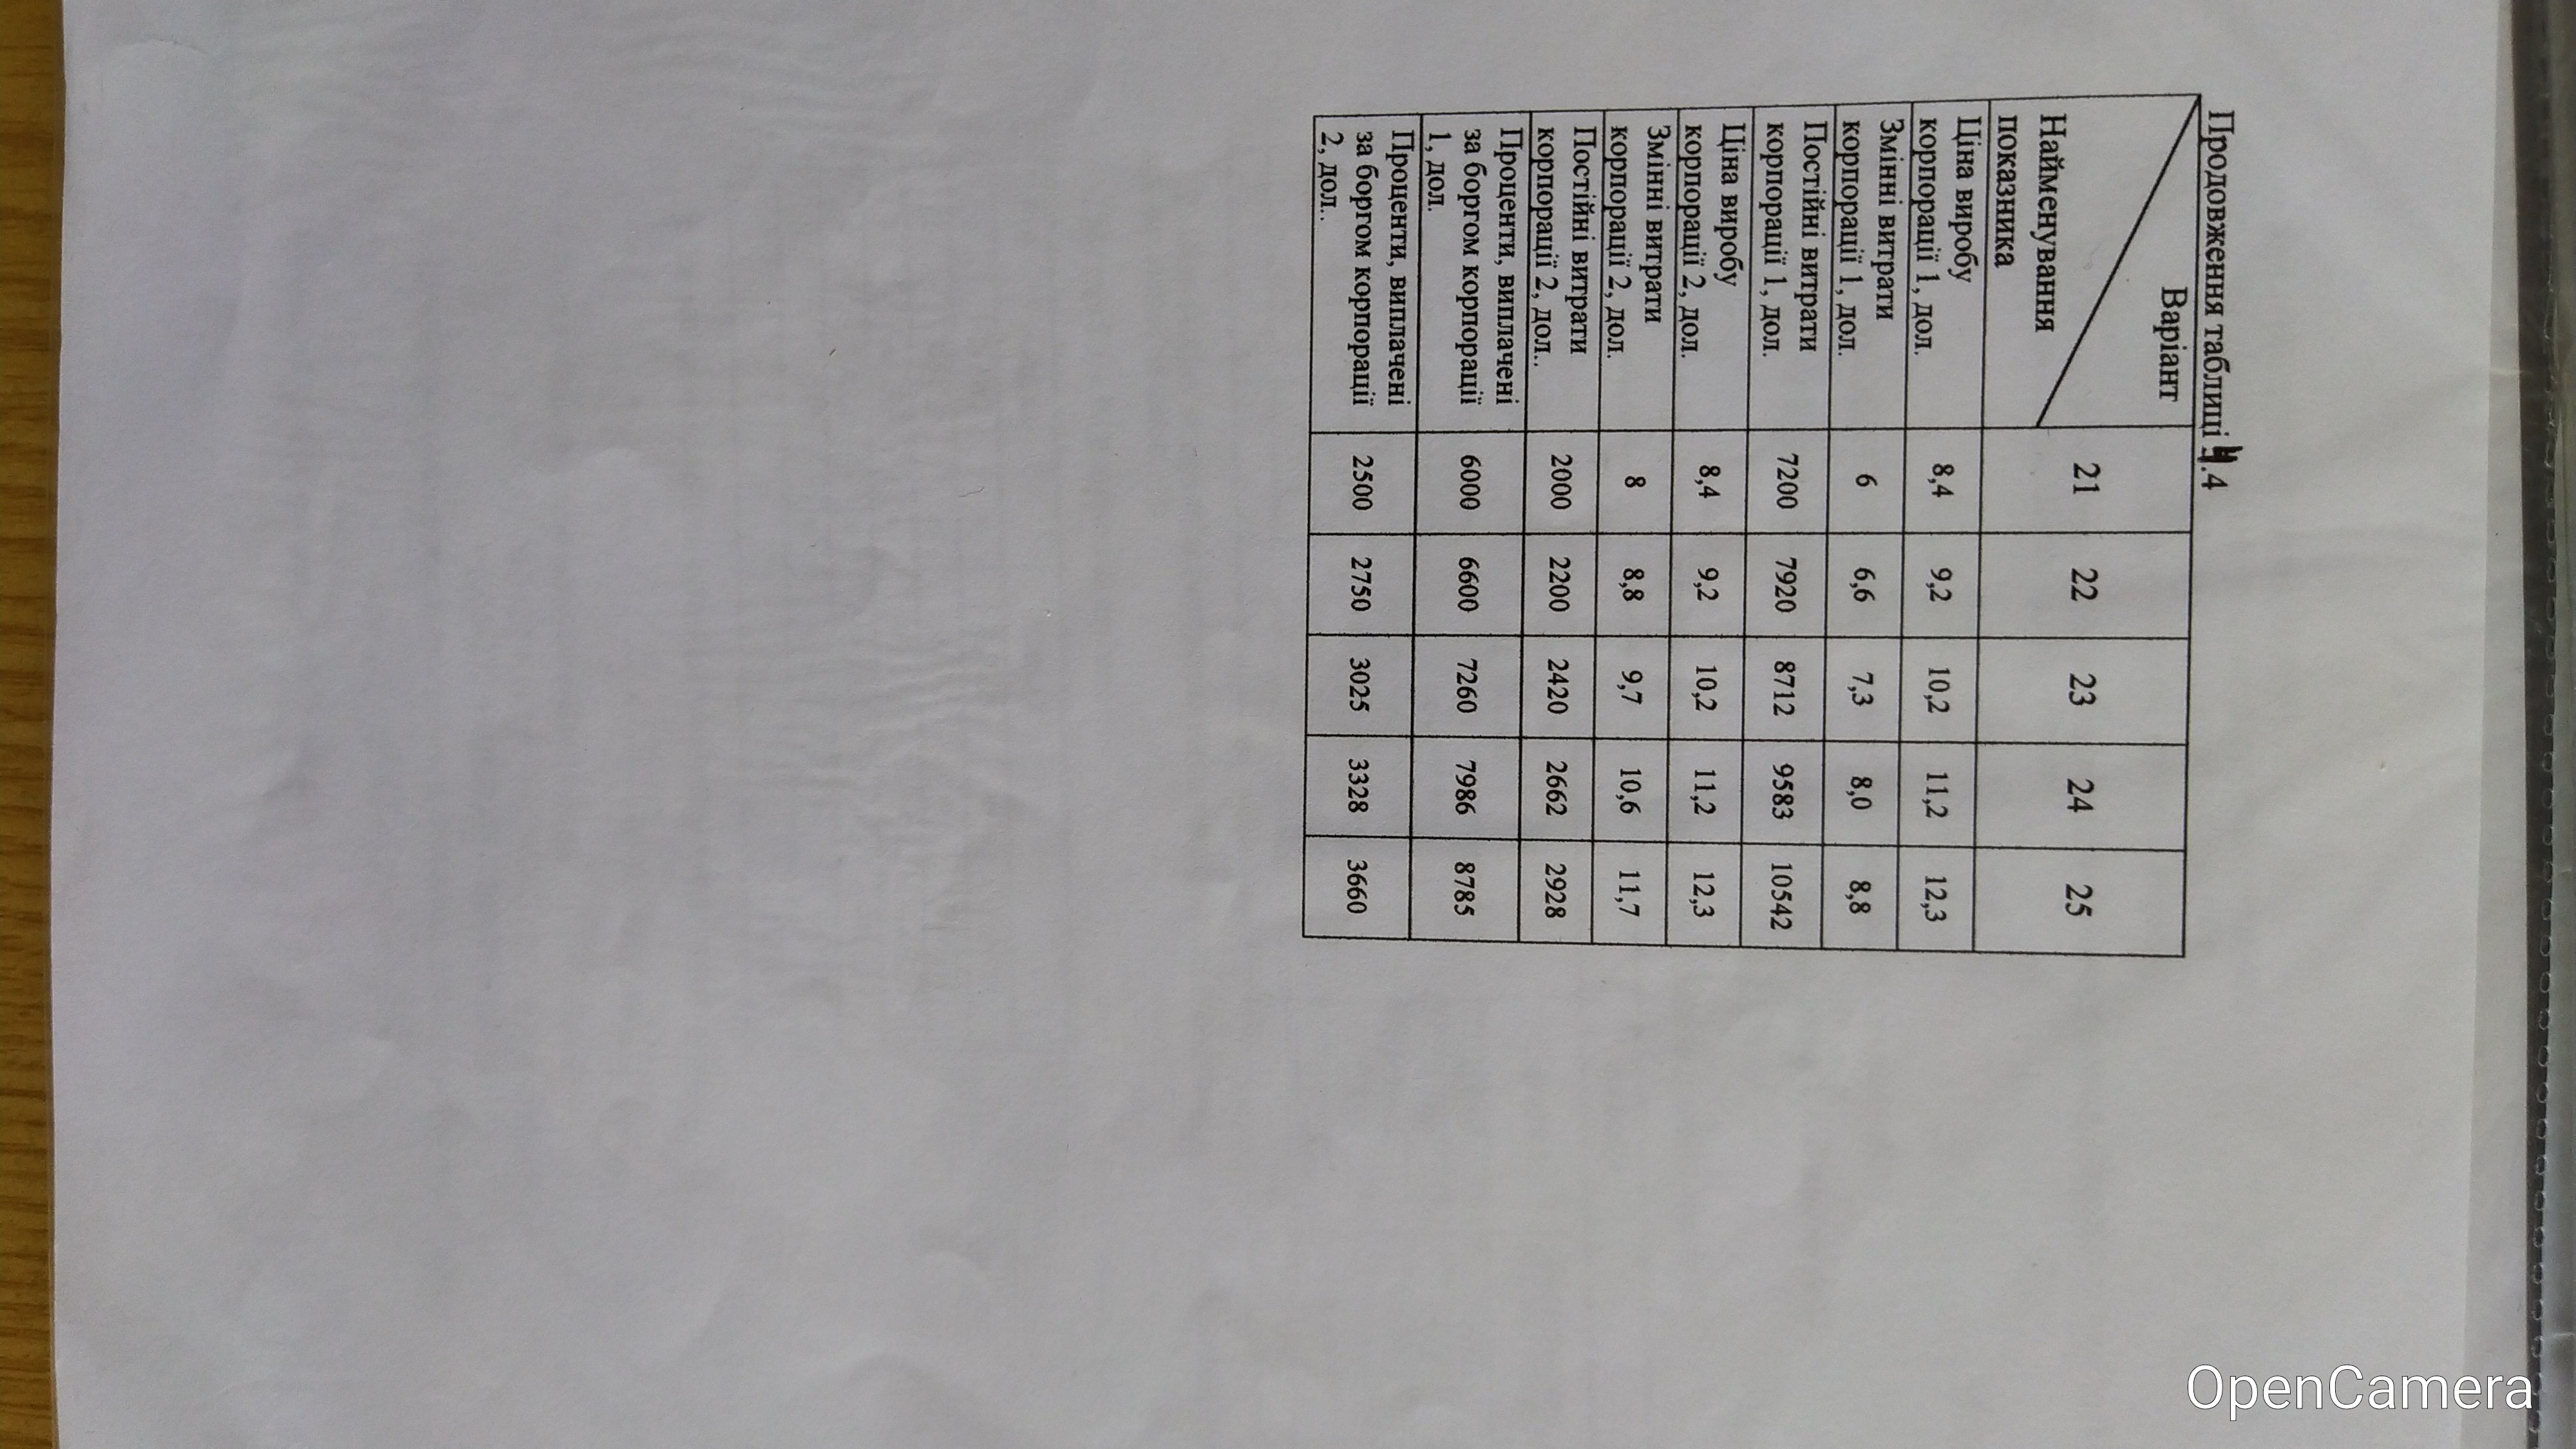 Продовження таблиці 4.4
Варіант
Найменування
показника
21 22 23 24 25
Ціна виробу
корпорації 1, дол.
8,4 9,2 10,2 11,2 12,3
Змінні витрати
корпорації 1, дол.
6 6,6 7,3 8,0 8,8
Постійні витрати
корпорації 1, дол.
7200 7920 8712 9583 10542
Ціна виробу
корпорації 2, дол.
8,4 9,2 10,2 11,2 12,3
Змінні витрати
корпорації 2, дол.
8 8,8 9,7 10,6 11,7
Постійні витрати
корпорації 2, дол..
2000 2200 2420 2662 2928
Проценти, виплачені
за боргом корпорації
1, дол.
6000 6600 7260 7986 8785
Проценти, виплачені
за боргом корпорації
2, дол..
2500 2750 3025 3328 3660
OpenCamera